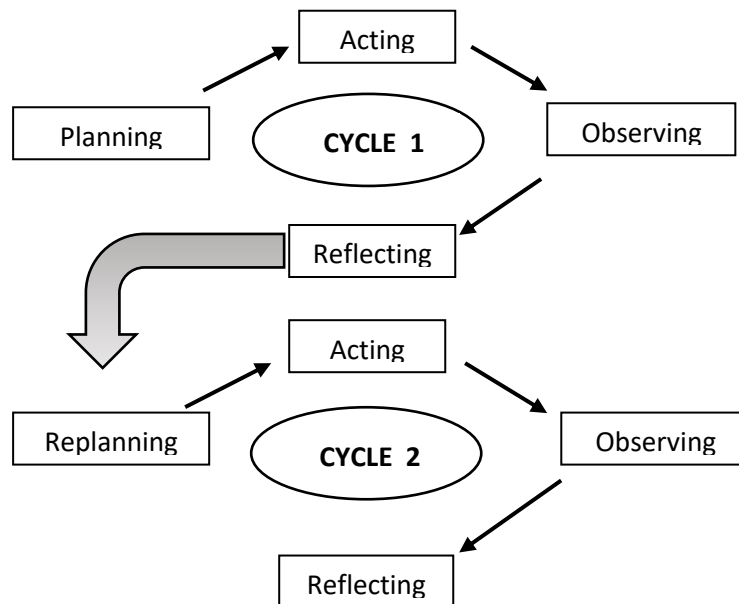 Acting
Planning
CYCLE 1
Observing
Reflecting
Acting
Replanning
CYCLE 2
Observing
Reflecting